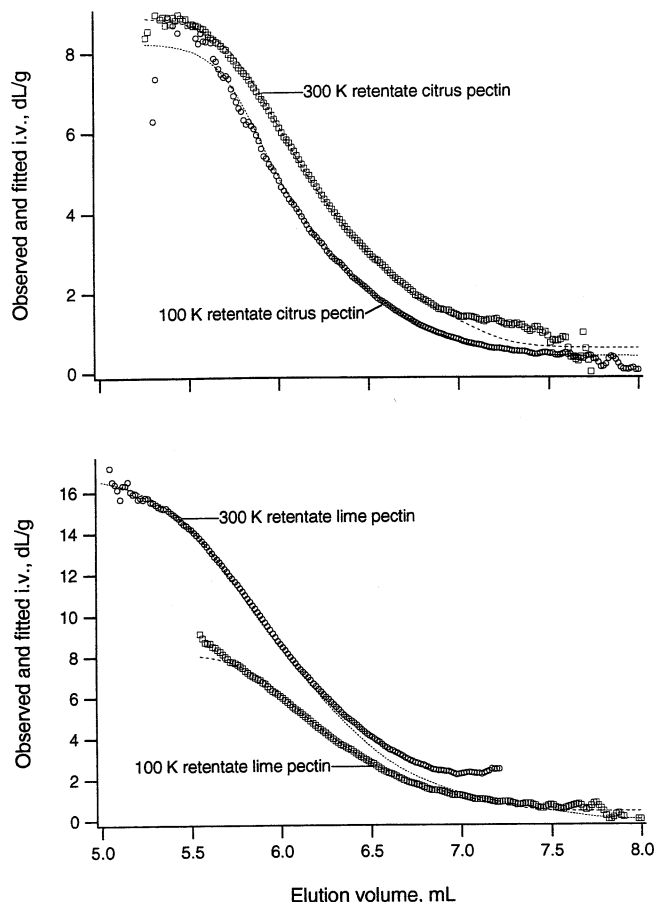 Observed and fitted i.v., dL/g
8
6
4
2
0
300 K retentate citrus pectin
100 K retentate citrus pectin
Observed and fitted i.v., dL/g
16
14
12
10
8
6
4
2
0
300 K retentate lime pectin
100 K retentate lime pectin
5.0 5.5 6.0 6.5 7.0 7.5 8.0
Elution volume, mL